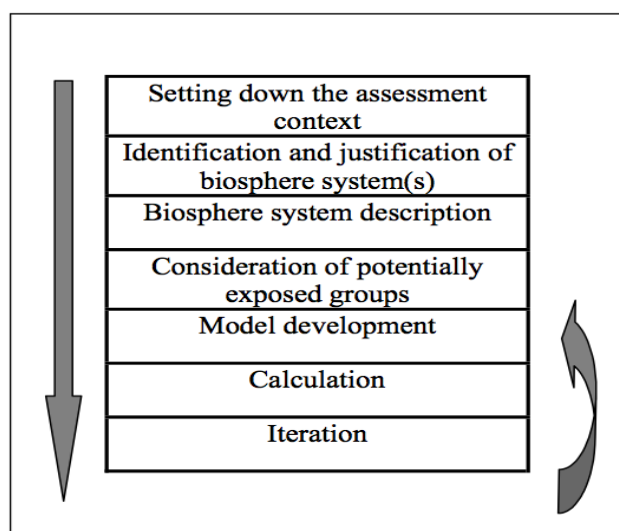 Setting down the assessment
context
Identification and justification of
biosphere system(s)
Biosphere system description
Consideration of potentially
exposed groups
Model development
Calculation
Iteration